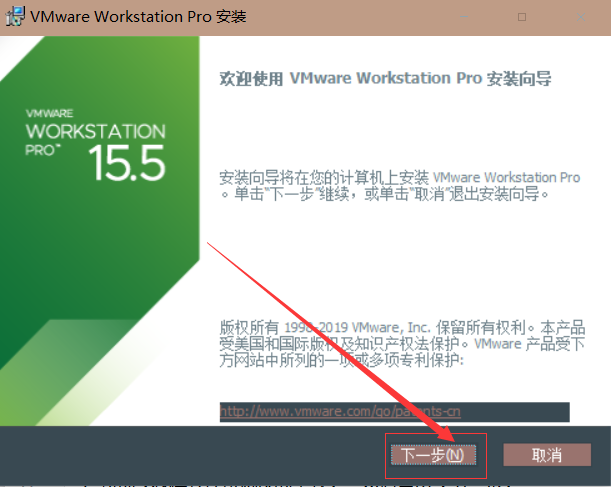 VMware Workstation Pro 安装
欢迎使用 VMware Workstation Pro 安装向导
VMWARE
WORKSTATION
PRO™
15.5
安装向导将在您的计算机上安装 VMware Workstation Pro
。单击“下一步”继续，或单击“取消”退出安装向导。
版权所有 1998-2019 VMware, Inc. 保留所有权利。本产品
受美国和国际版权及知识产权法保护。VMware 产品受下
方网站中所列的一项或多项专利保护:
http://www.vmware.com/go/patents-cn
下一步(N)
取消